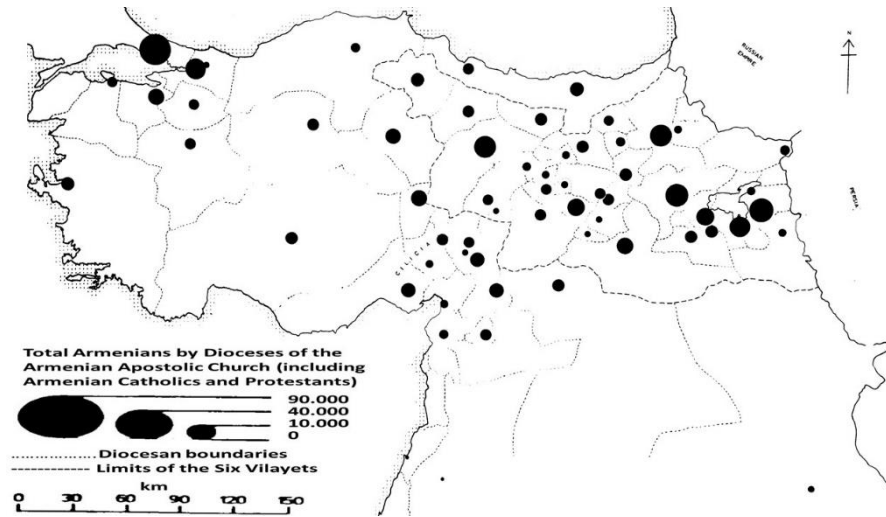 N
RUSSIAN
EMPIRE
PERSIA
CILICIA
Total Armenians by Dioceses of the
Armenian Apostolic Church (including
Armenian Catholics and Protestants)
90.000
40.000
10.000
0
Diocesan boundaries
Limits of the Six Vilayets
km
0 30 60 90 120 150